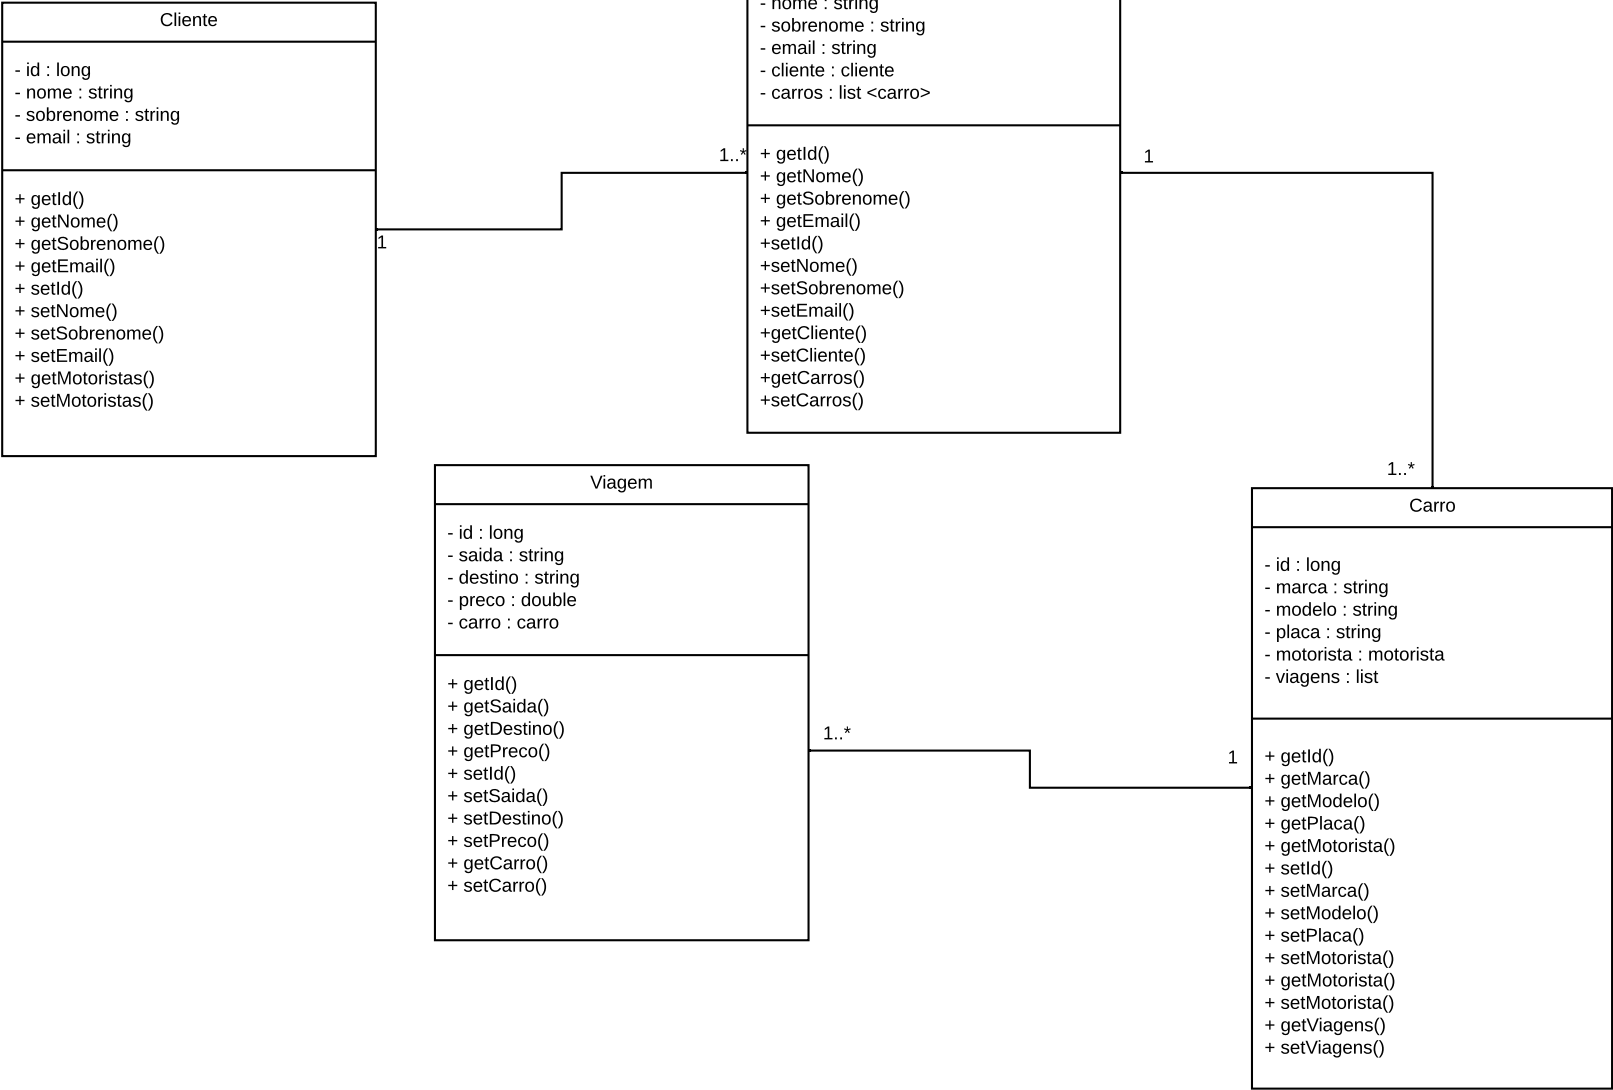 Cliente
- id : long
- nome : string
- sobrenome : string
- email : string
+ getId()
+ getNome()
+ getSobrenome()
+ getEmail()
+ setId()
+ setNome()
+ setSobrenome()
+ setEmail()
+ getMotoristas()
+ setMotoristas()
1
1..*
- nome : string
- sobrenome : string
- email : string
- cliente : cliente
- carros : list <carro>
+ getId()
+ getNome()
+ getSobrenome()
+ getEmail()
+setId()
+setNome()
+setSobrenome()
+setEmail()
+getCliente()
+setCliente()
+getCarros()
+setCarros()
1
1..*
Viagem
- id : long
- saida : string
- destino : string
- preco : double
- carro : carro
+ getId()
+ getSaida()
+ getDestino()
+ getPreco()
+ setId()
+ setSaida()
+ setDestino()
+ setPreco()
+ getCarro()
+ setCarro()
1..*
1
Carro
- id : long
- marca : string
- modelo : string
- placa : string
- motorista : motorista
- viagens : list
+ getId()
+ getMarca()
+ getModelo()
+ getPlaca()
+ getMotorista()
+ setId()
+ setMarca()
+ setModelo()
+ setPlaca()
+ setMotorista()
+ getMotorista()
+ setMotorista()
+ getViagens()
+ setViagens()